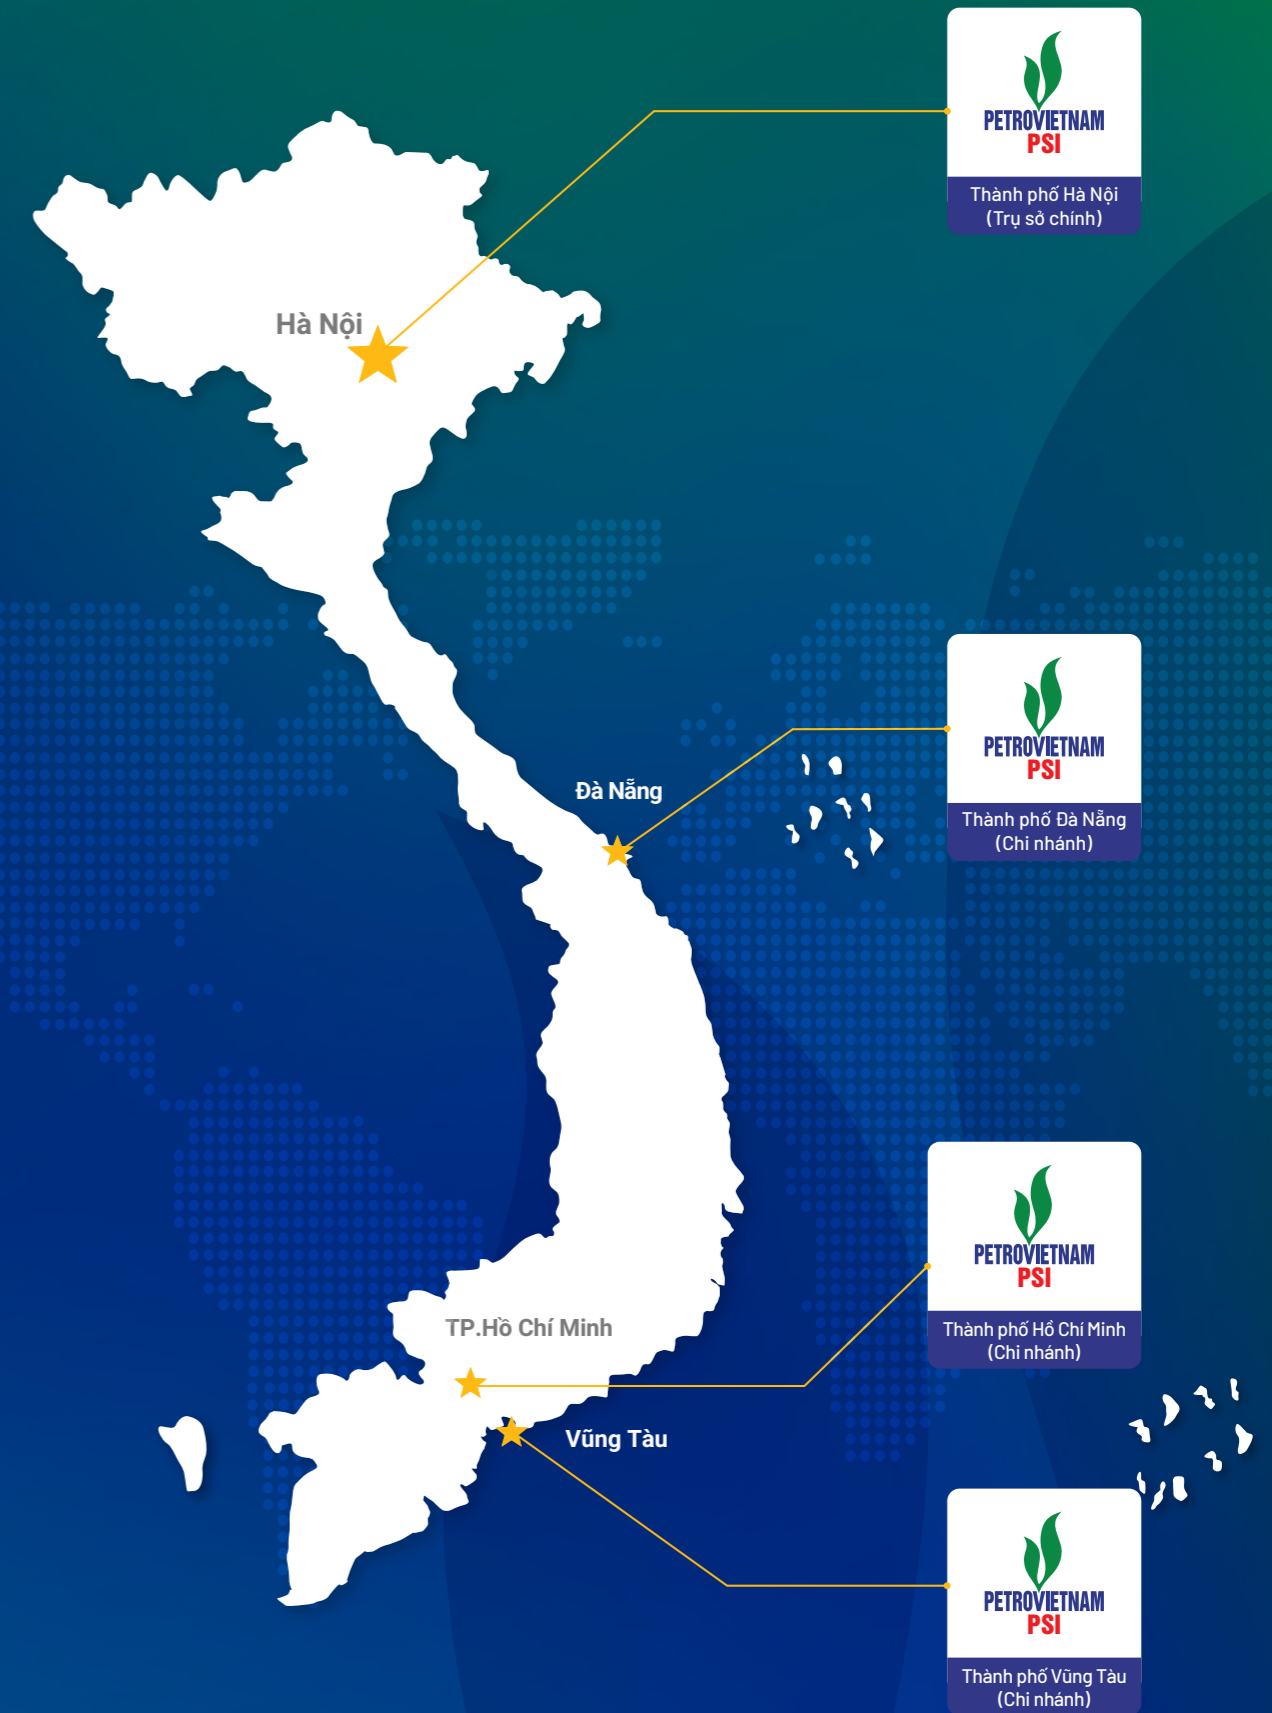 PETROVIETNAM
PSI
Thành phố Hà Nội
(Trụ sở chính)
Hà Nội
PETROVIETNAM
PSI
Thành phố Đà Nẵng
(Chi nhánh)
Đà Nẵng
PETROVIETNAM
PSI
Thành phố Hồ Chí Minh
(Chi nhánh)
TP.Hồ Chí Minh
Vũng Tàu
PETROVIETNAM
PSI
Thành phố Vũng Tàu
(Chi nhánh)